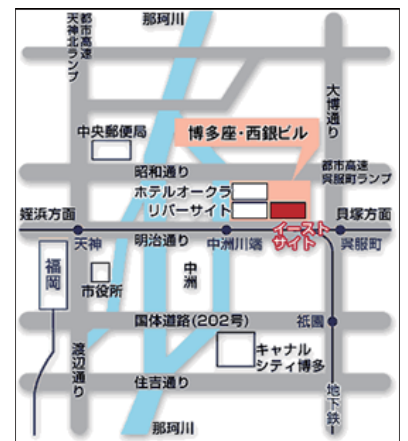 那珂川
都市高速
天神北ランプ
大博通り
中央郵便局
博多座・西銀ビル
昭和通り
都市高速
呉服町ランプ
ホテルオークラ
リバーサイト
姪浜方面
貝塚方面
イースト
サイト
天神
明治通り
中洲川端
呉服町
福岡
市役所
中洲
国体道路(202号)
祇園
キャナル
シティ博多
渡辺通り
住吉通り
地下鉄
那珂川